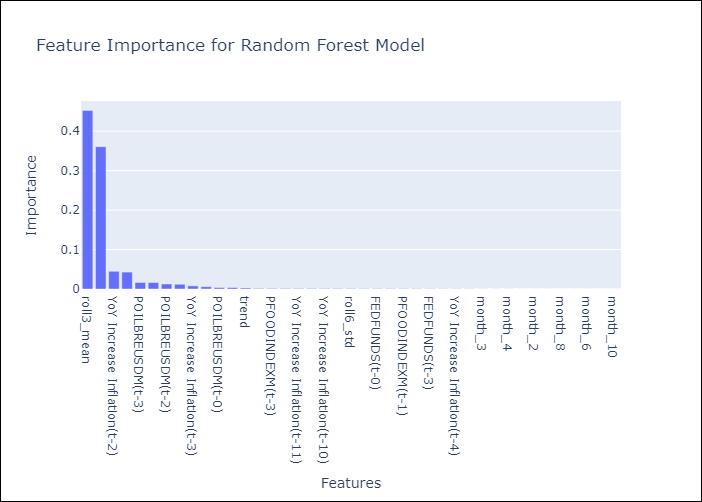 Feature Importance for Random Forest Model
Importance
0.4
0.3
0.2
0.1
0
roll3_mean
YoY Increase Inflation(t-2)
POILBREUSDM(t-3)
POILBREUSDM(t-2)
YoY Increase Inflation(t-3)
POILBREUSDM(t-0)
trend
PFOODINDEXM(t-3)
YoY Increase Inflation(t-11)
YoY Increase Inflation(t-10)
roll6_std
FEDFUNDS(t-0)
PFOODINDEXM(t-1)
FEDFUNDS(t-3)
YoY Increase Inflation(t-4)
month_3
month_4
month_2
month_8
month_6
month_10
Features